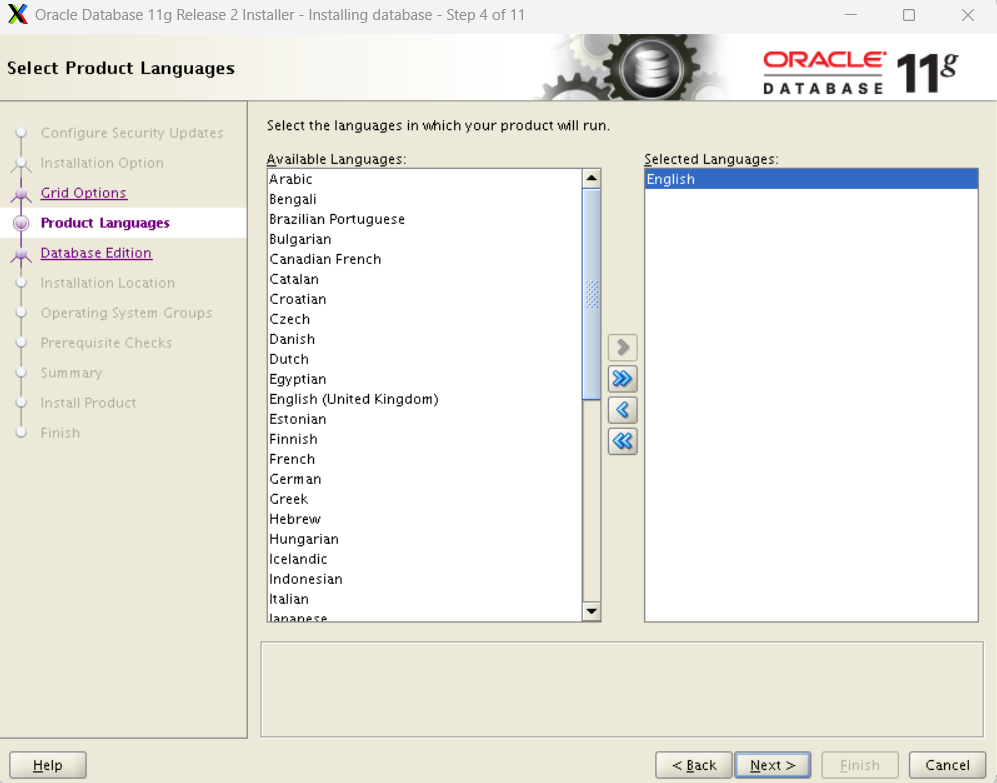 Oracle Database 11g Release 2 Installer - Installing database - Step 4 of 11
Select Product Languages
ORACLE
DATABASE
11g
Configure Security Updates
Installation Option
Grid Options
Product Languages
Database Edition
Installation Location
Operating System Groups
Prerequisite Checks
Summary
Install Product
Finish
Select the languages in which your product will run.
Available Languages:
Arabic
Bengali
Brazilian Portuguese
Bulgarian
Canadian French
Catalan
Croatian
Czech
Danish
Dutch
Egyptian
English (United Kingdom)
Estonian
Finnish
French
German
Greek
Hebrew
Hungarian
Icelandic
Indonesian
Italian
Japanese
Selected Languages:
English
Help
< Back
Next >
Finish
Cancel